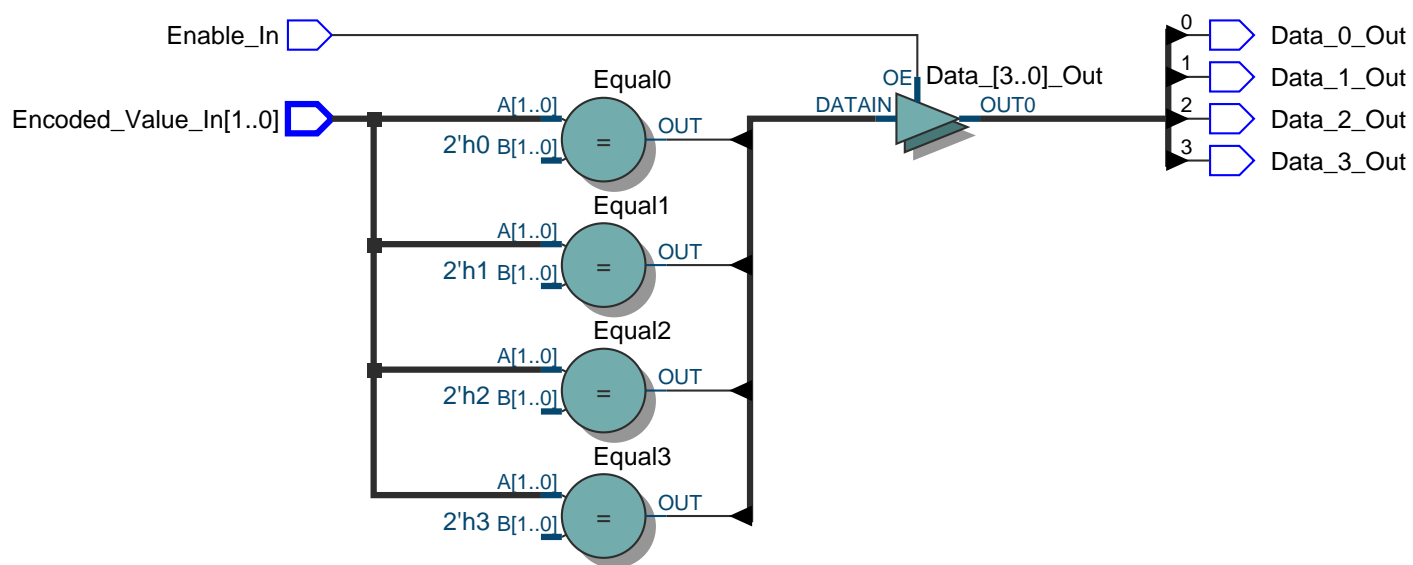 Enable_In
Encoded_Value_In[1..0]
Equal0
A[1..0]
2'h0 B[1..0]
=
OUT
Equal1
A[1..0]
2'h1 B[1..0]
=
OUT
Equal2
A[1..0]
2'h2 B[1..0]
=
OUT
Equal3
A[1..0]
2'h3 B[1..0]
=
OUT
OE
Data_[3..0]_Out
DATAIN
OUT0
0 Data_0_Out
1 Data_1_Out
2 Data_2_Out
3 Data_3_Out